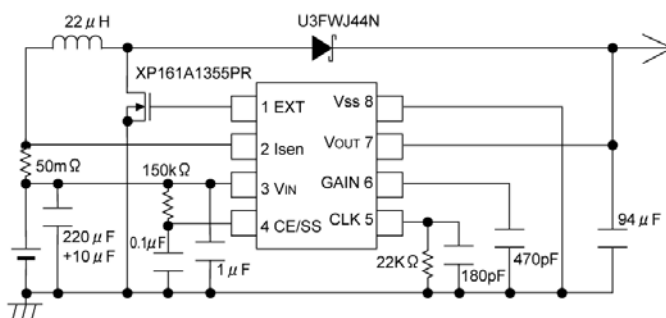 U3FWJ44N
22μH
XP161A1355PR
1 EXT
Vss 8
2 Isen
VOUT 7
50mΩ
150kΩ
3 VIN
GAIN 6
4 CE/SS
CLK 5
220μF
+10μF
0.1μF
1μF
22KΩ
180pF
470pF
94μF